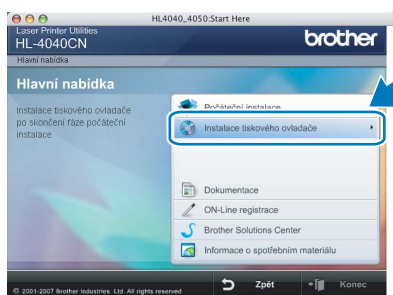 HL4040_4050:Start Here
Laser Printer Utilities
HL-4040CN
brother
Hlavní nabídka
Hlavní nabídka
Instalace tiskového ovladače
po skončení fáze počáteční
instalace
Počáteční instalace
Instalace tiskového ovladače
Dokumentace
ON-Line registrace
Brother Solutions Center
Informace o spotřebním materiálu
© 2001-2007 Brother Industries Ltd. All rights reserved
Zpět
Konec